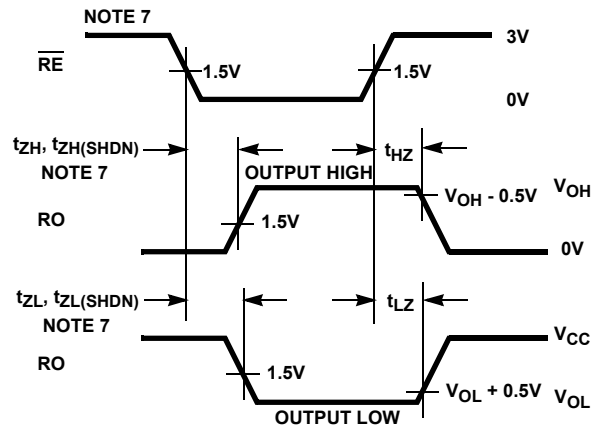 NOTE 7
3V
RE
1.5V
1.5V
0V
tZH, tZH(SHDN)
tHZ
NOTE 7
OUTPUT HIGH
VOH - 0.5V
VOH
RO
1.5V
0V
tZL, tZL(SHDN)
tLZ
NOTE 7
VCC
RO
1.5V
VOL + 0.5V
VOL
OUTPUT LOW